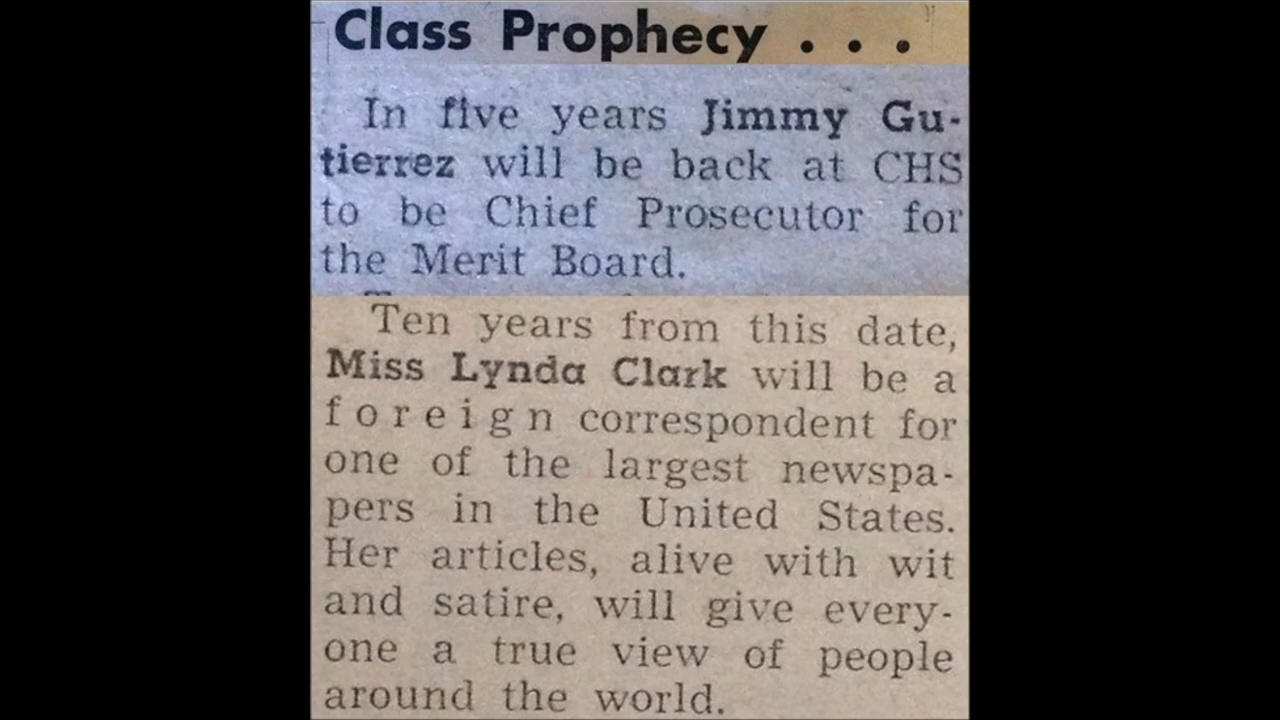 Class Prophecy . . .
In five years Jimmy Gu-
tierrez will be back at CHS
to be Chief Prosecutor for
the Merit Board.
Ten years from this date,
Miss Lynda Clark will be a
foreign correspondent for
one of the largest newspa-
pers in the United States.
Her articles, alive with wit
and satire, will give every-
one a true view of people
around the world.